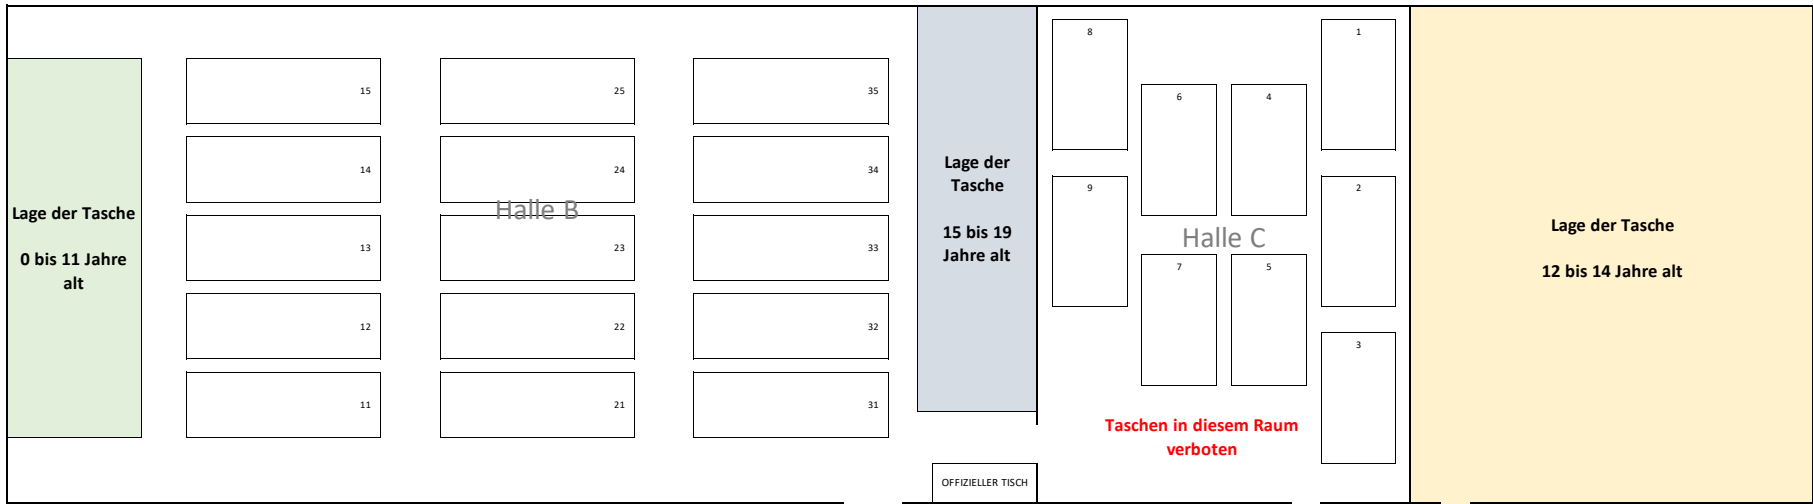 Lage der Tasche
0 bis 11 Jahre
alt
15
14
13
12
11
25
24
Halle B
23
22
21
35
34
33
32
31
Lage der
Tasche
15 bis 19
Jahre alt
OFFIZIELLER TISCH
8
9
6
4
Halle C
7
5
1
2
3
Taschen in diesem Raum
verboten
Lage der Tasche
12 bis 14 Jahre alt